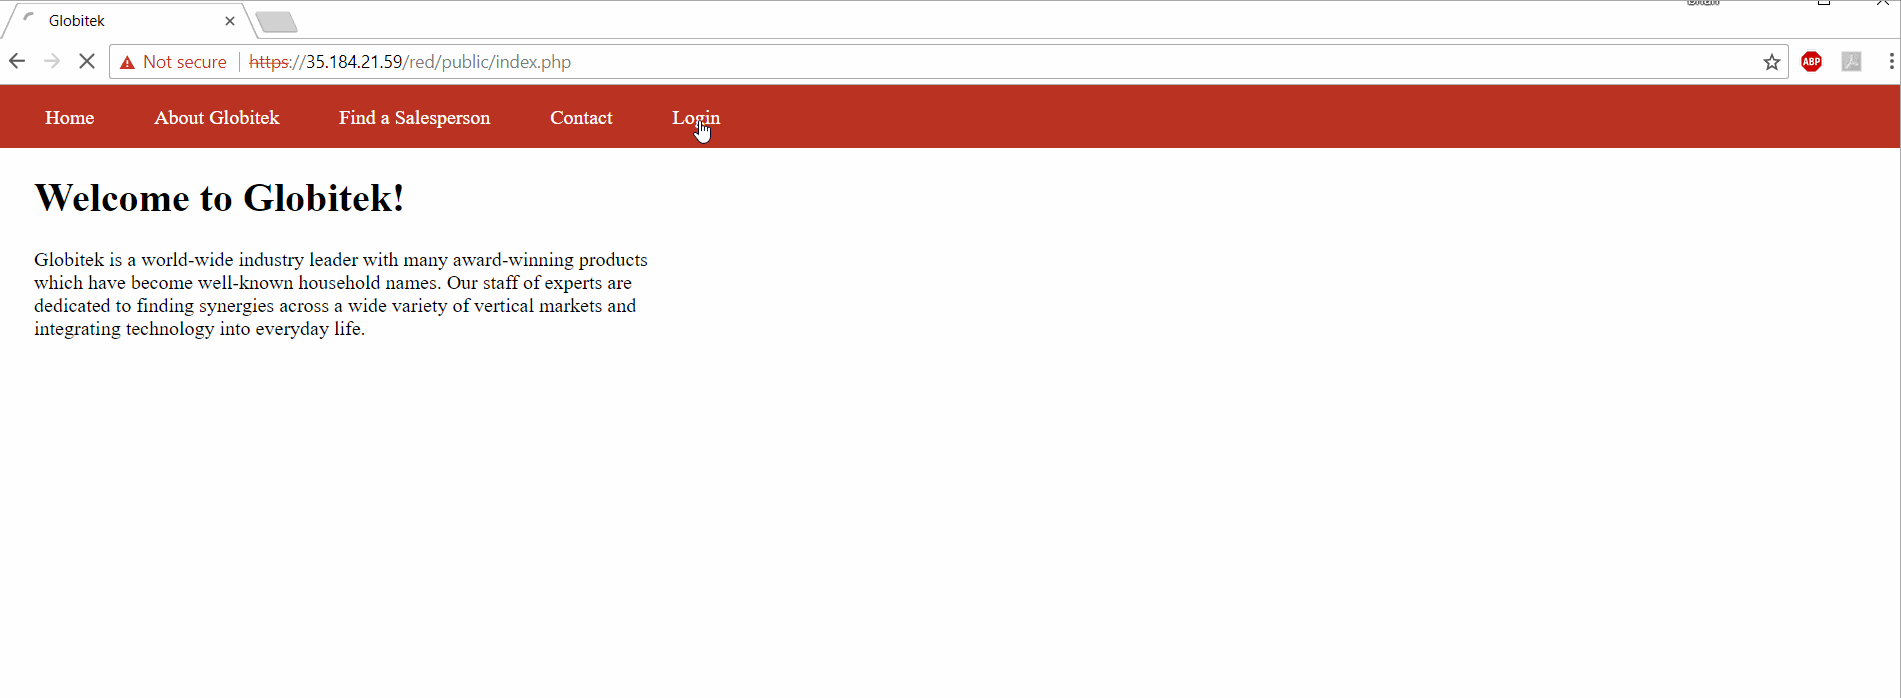 Globitek
Not secure https://35.184.21.59/red/public/index.php
ABP
Home About Globitek Find a Salesperson Contact Login
Welcome to Globitek!
Globitek is a world-wide industry leader with many award-winning products
which have become well-known household names. Our staff of experts are
dedicated to finding synergies across a wide variety of vertical markets and
integrating technology into everyday life.